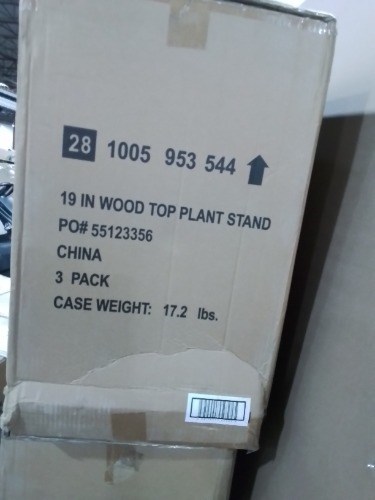 28 1005 953 544
19 IN WOOD TOP PLANT STAND
PO# 55123356
CHINA
3 PACK
CASE WEIGHT: 17.2 lbs.